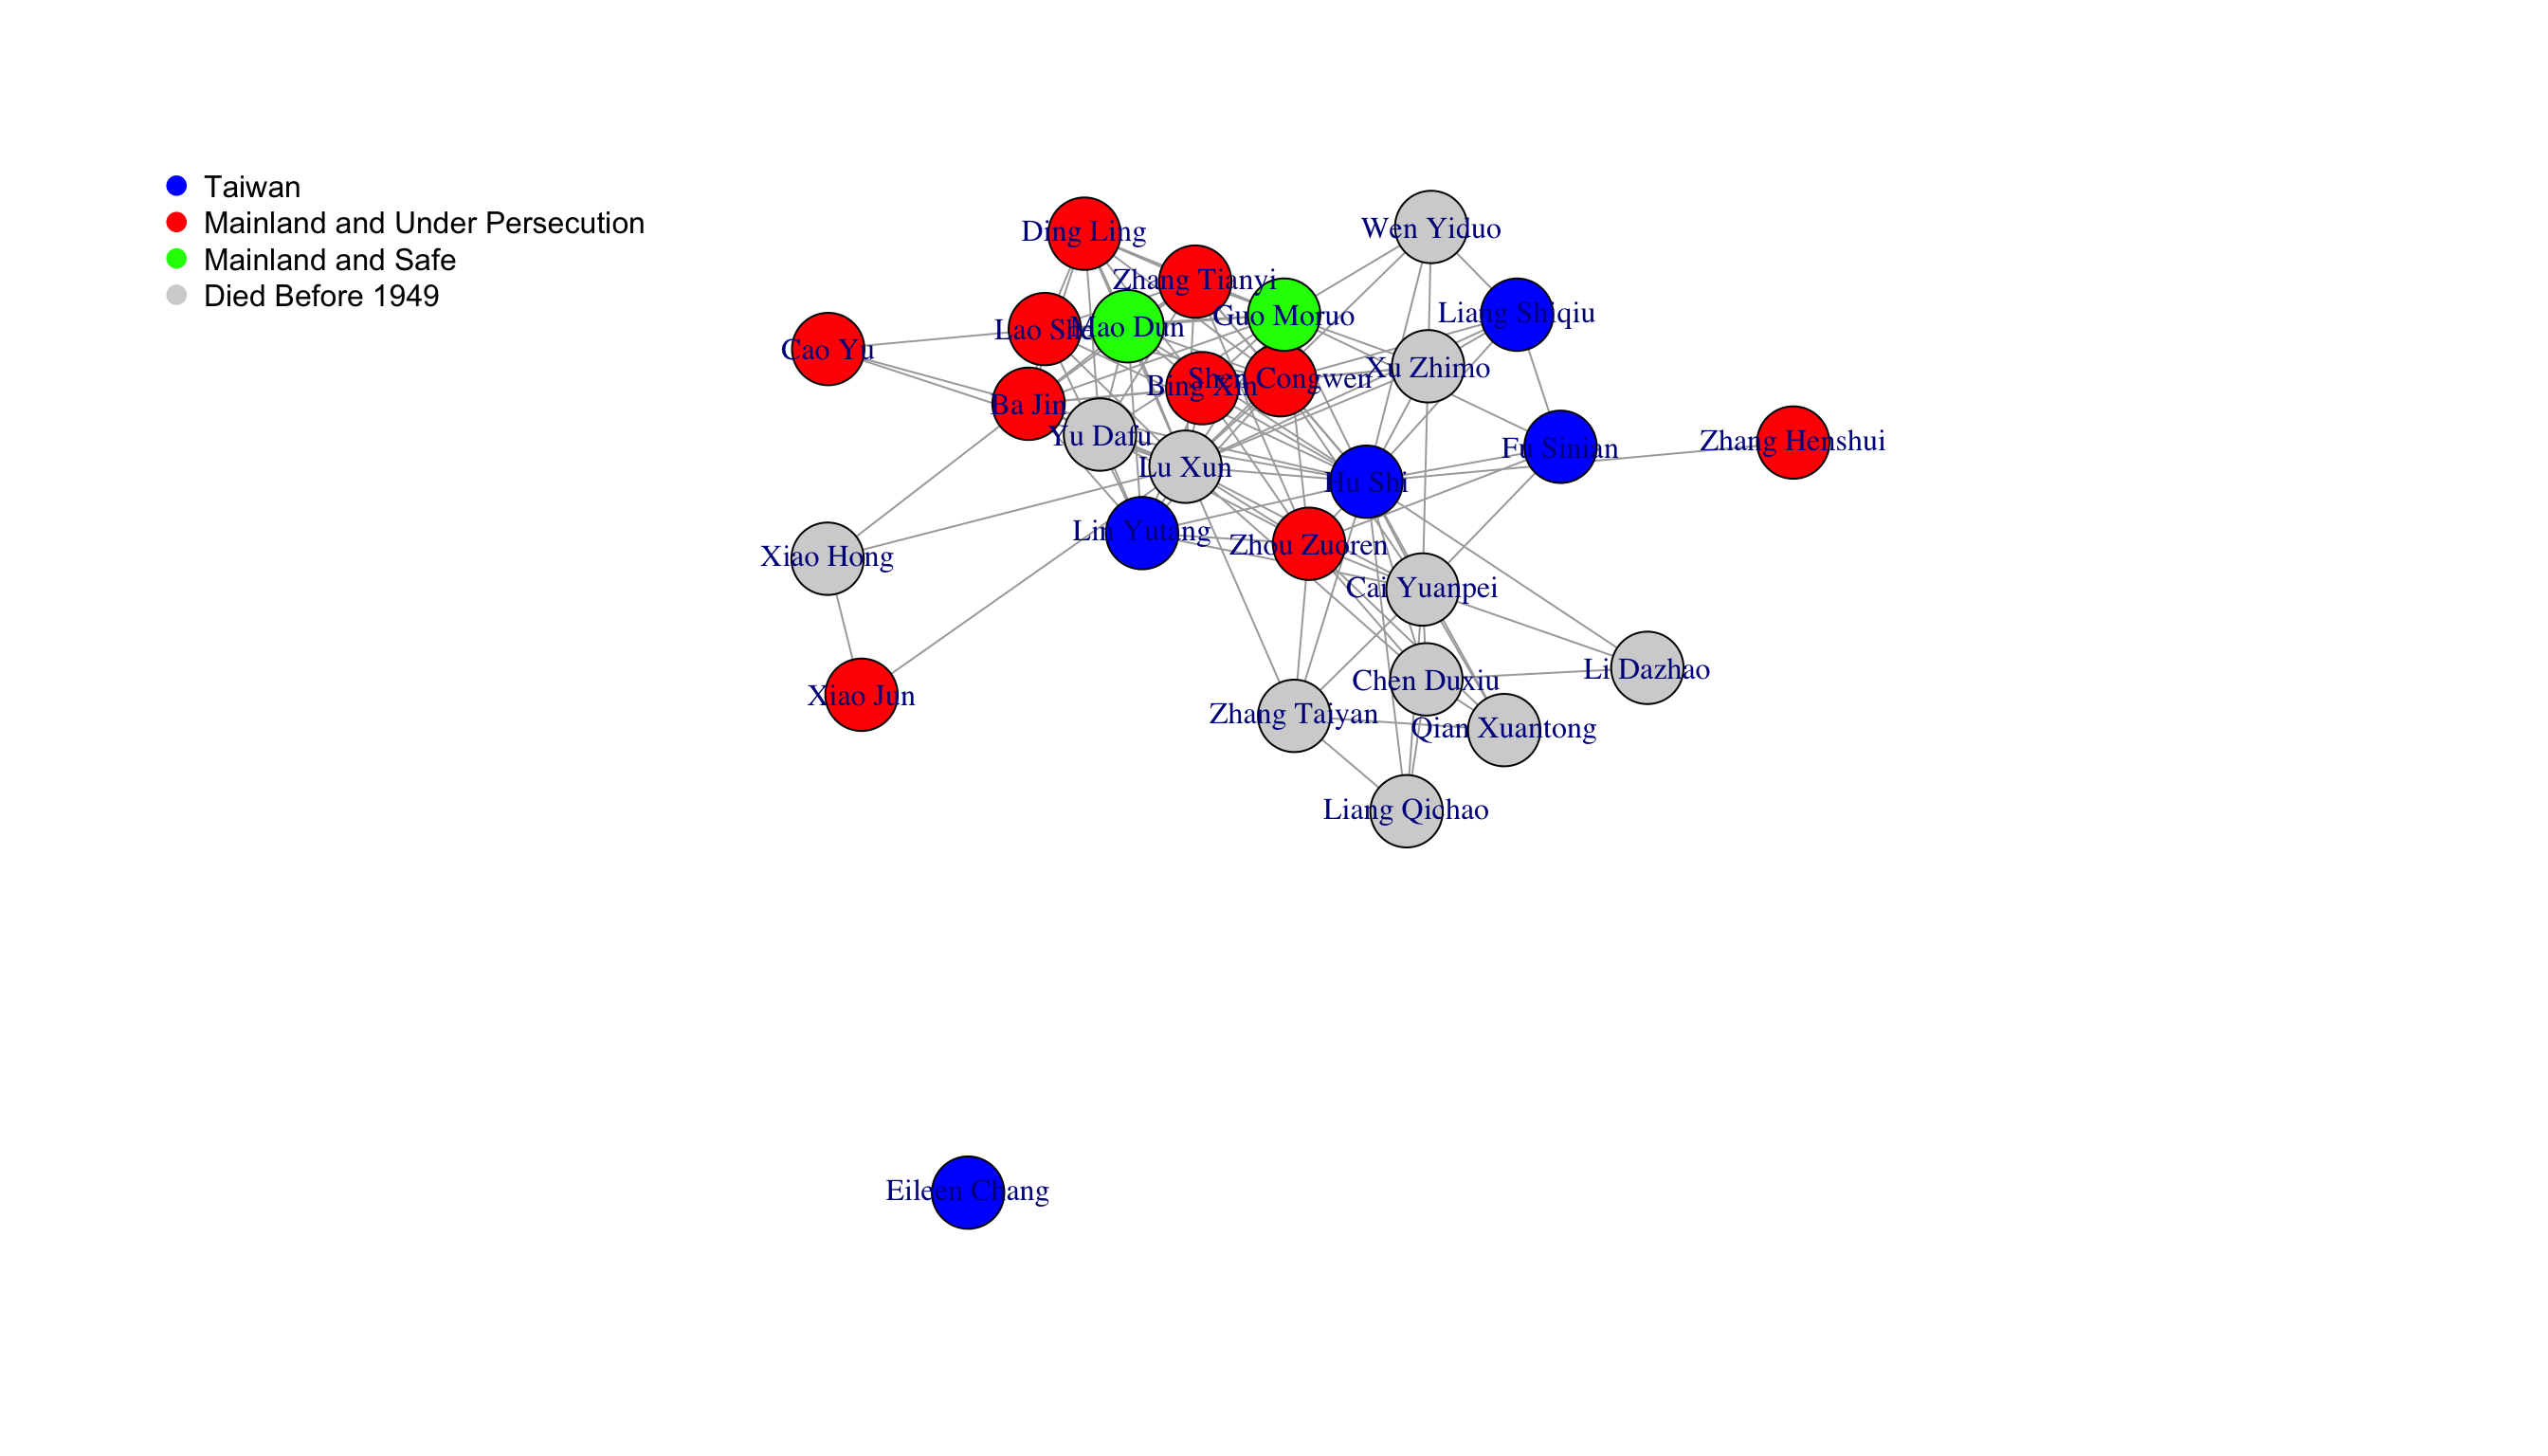 Taiwan
Mainland and Under Persecution
Mainland and Safe
Died Before 1949
Wen Yiduo
Ding Ling
Zhang Tianyi
Liang Shiqiu
Guo Moruo
Mao Dun
Lao She
Cao Yu
Xu Zhimo
Shen Congwen
Bing Xin
Ba Jin
Yu Dafu
Zhang Henshui
Fu Sinian
Lu Xun
Hu Shi
Lin Yutang
Zhou Zuoren
Xiao Hong
Cai Yuanpei
Li Dazhao
Chen Duxiu
Xiao Jun
Zhang Taiyan
Qian Xuantong
Liang Qichao
Eileen Chang